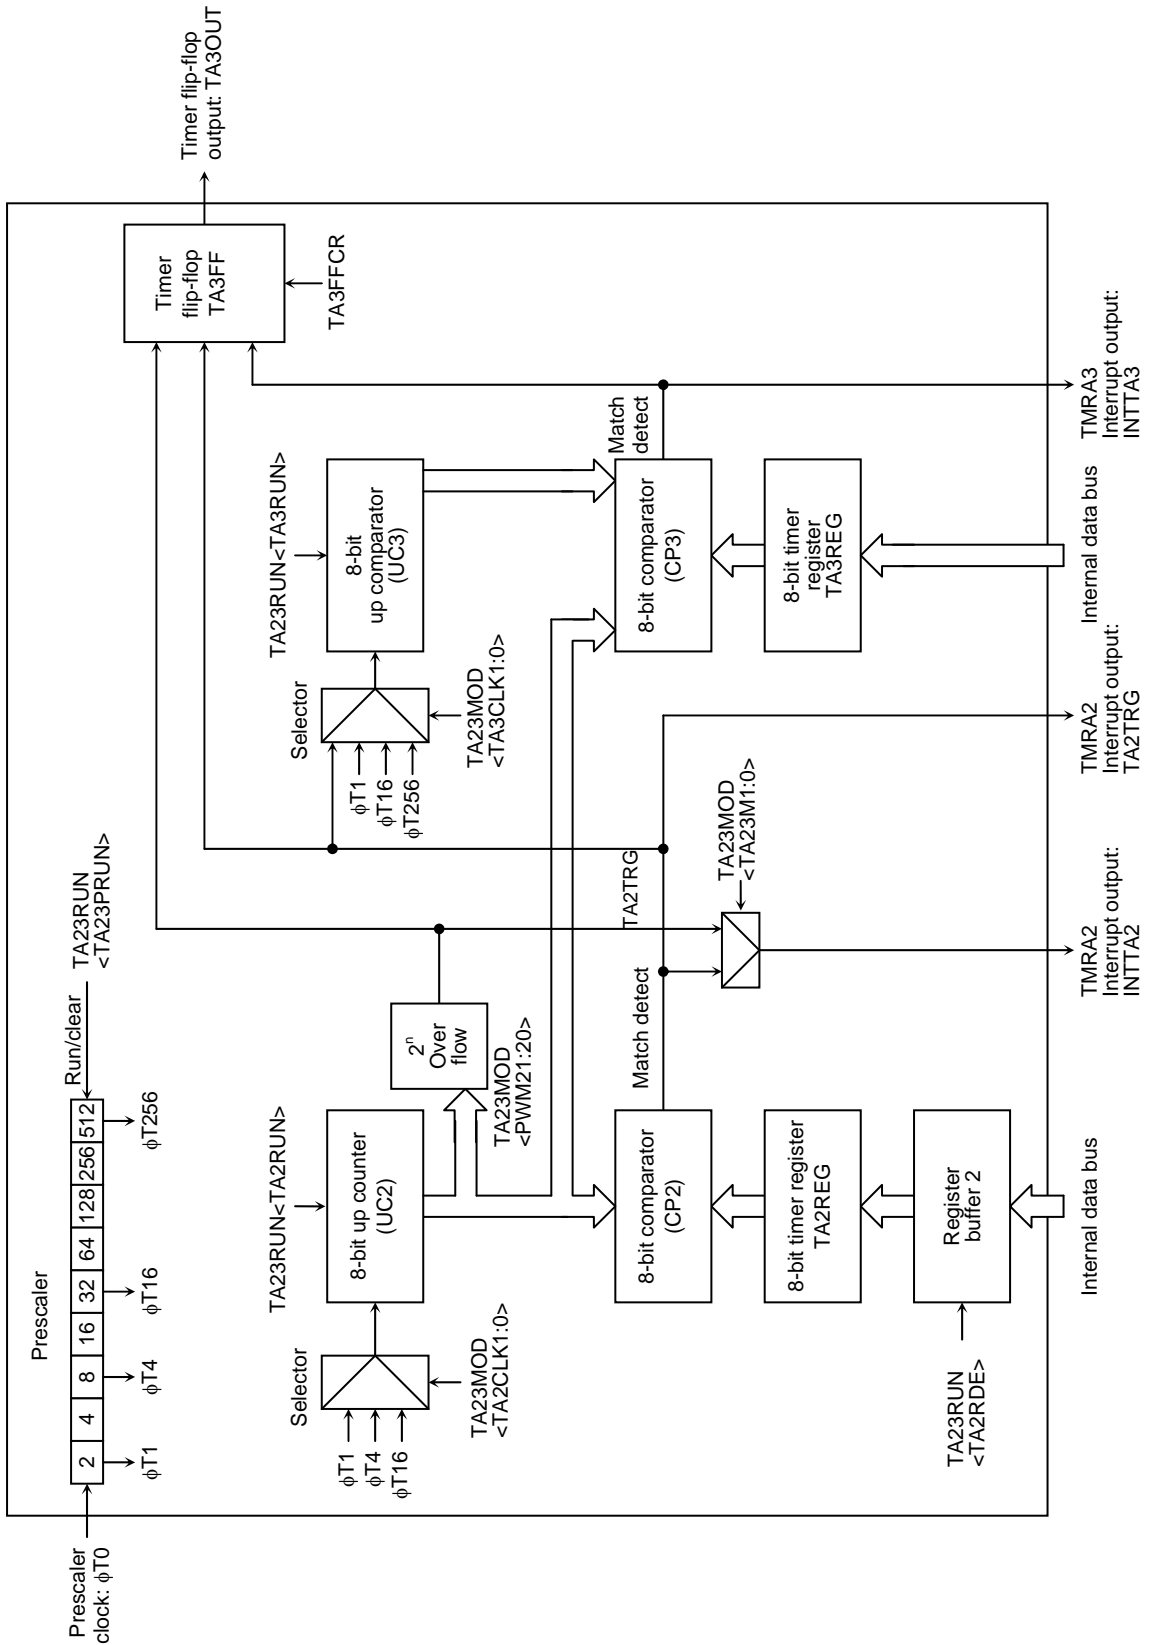 Prescaler
Prescaler
clock: ϕT0
2 4 8 16 32 64 128 256 512
Run/clear
TA23RUN
<TA23PRUN>
ϕT1
ϕT4
ϕT16
ϕT256
Timer flip-flop
output: TA3OUT
Timer
flip-flop
TA3FF
TA3FFCR
Selector
ϕT1
ϕT4
ϕT16
TA23MOD
<TA2CLK1:0>
TA23RUN<TA2RUN>
8-bit up counter
(UC2)
2ⁿ
Over
flow
TA23MOD
<PWM21:20>
Selector
ϕT1
ϕT16
ϕT256
TA23MOD
<TA3CLK1:0>
TA23RUN<TA3RUN>
8-bit
up comparator
(UC3)
8-bit comparator
(CP2)
Match detect
TA2TRG
8-bit comparator
(CP3)
Match
detect
8-bit timer register
TA2REG
TA23MOD
<TA23M1:0>
8-bit timer
register
TA3REG
TA23RUN
<TA2RDE>
Register
buffer 2
Internal data bus
TMRA2
Interrupt output:
INTTA2
TMRA2
Interrupt output:
TA2TRG
Internal data bus
TMRA3
Interrupt output:
INTTA3